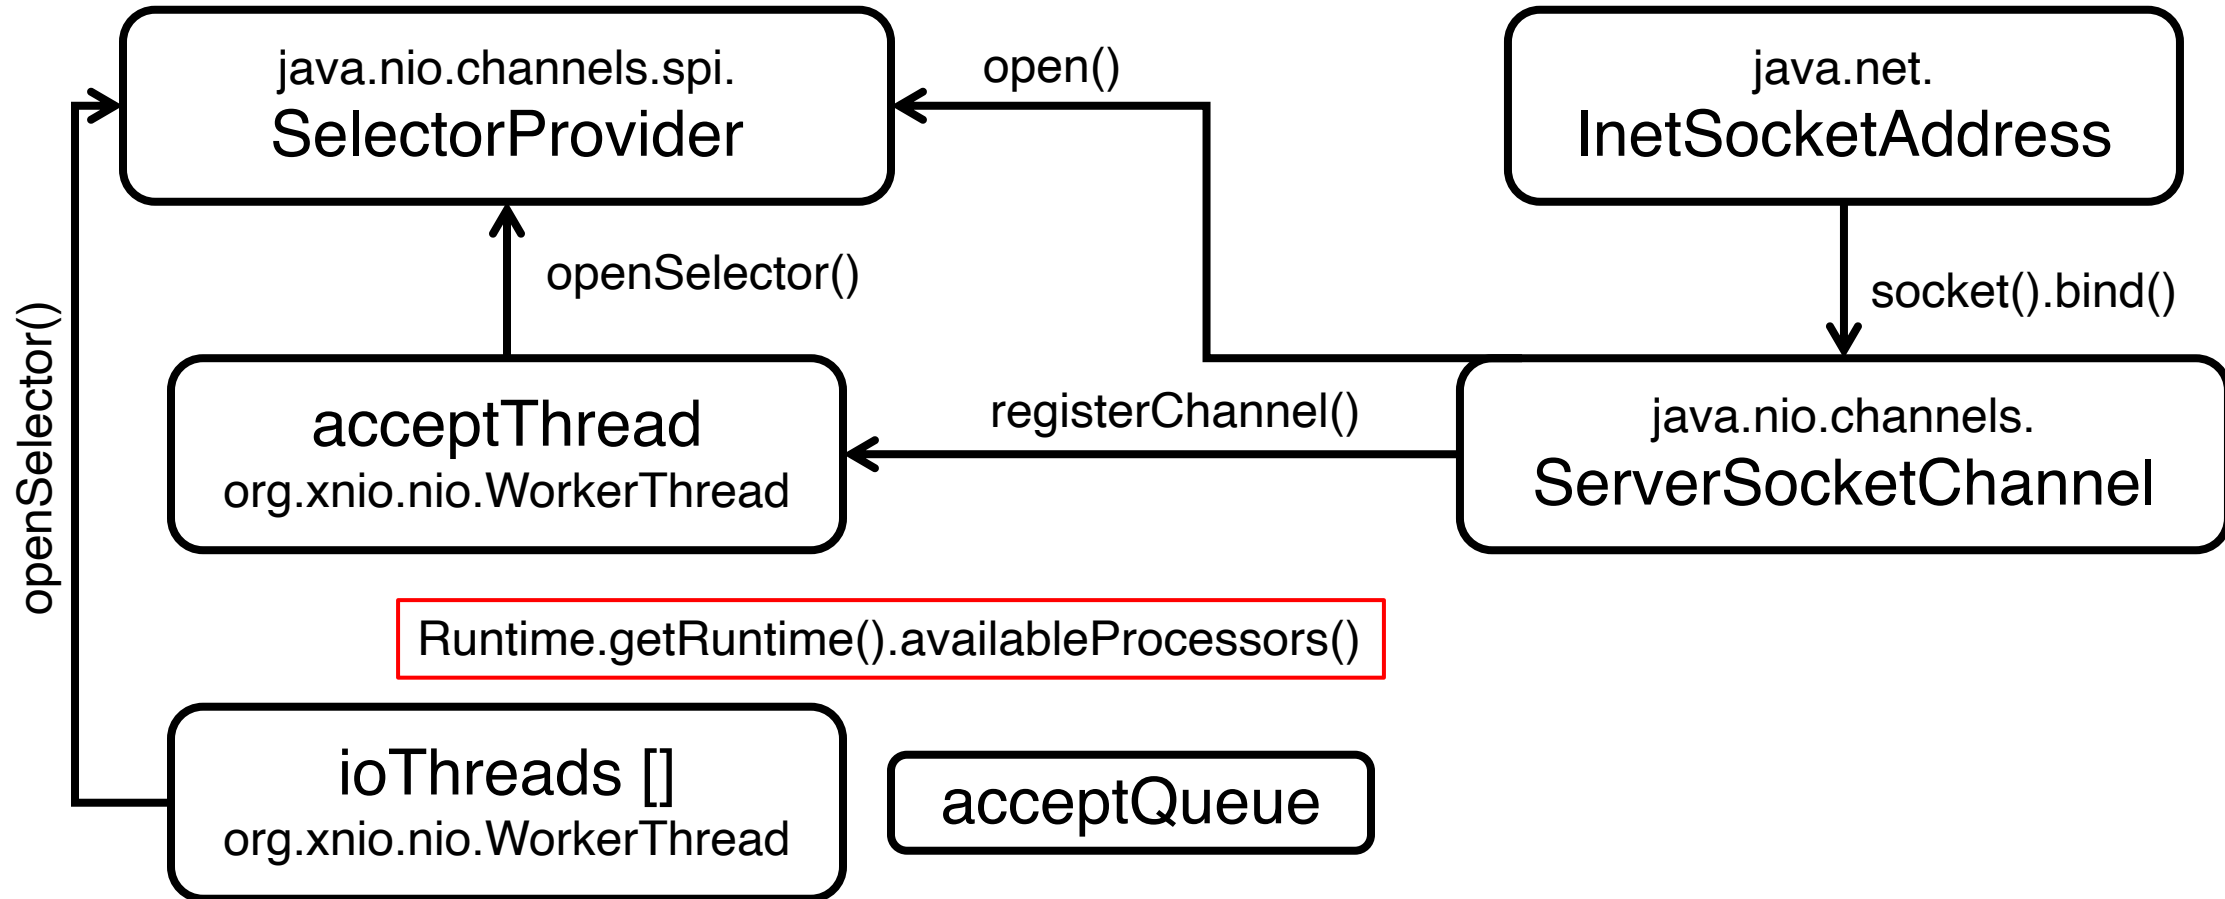 java.nio.channels.spi.
SelectorProvider
open()
java.net.
InetSocketAddress
openSelector()
socket().bind()
openSelector()
acceptThread
org.xnio.nio.WorkerThread
registerChannel()
java.nio.channels.
ServerSocketChannel
Runtime.getRuntime().availableProcessors()
ioThreads []
org.xnio.nio.WorkerThread
acceptQueue